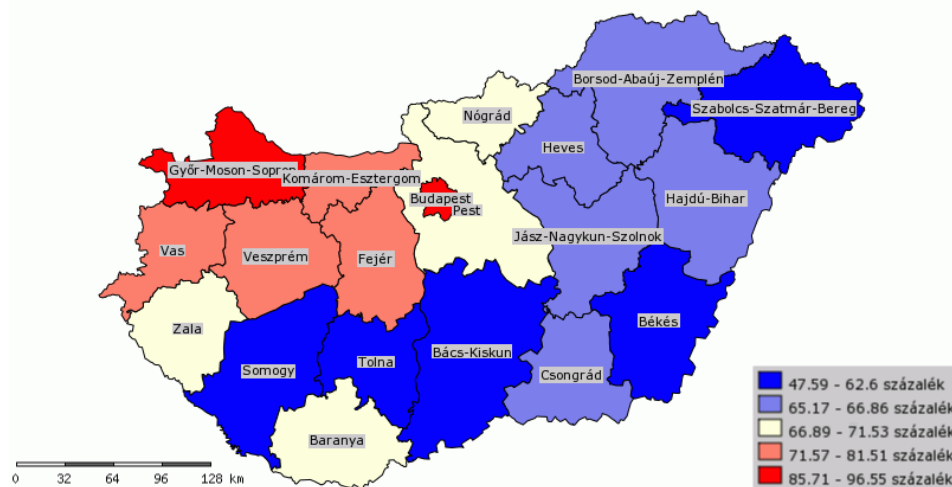 Borsod-Abaúj-Zemplén
Szabolcs-Szatmár-Bereg
Nógrád
Heves
Győr-Moson-Sopron
Komárom-Esztergom
Budapest
Pest
Hajdú-Bihar
Jász-Nagykun-Szolnok
Vas
Veszprém
Fejér
Zala
Békés
Bács-Kiskun
Tolna
Somogy
Csongrád
Baranya
47.59 - 62.6 százalék
65.17 - 66.86 százalék
66.89 - 71.53 százalék
71.57 - 81.51 százalék
85.71 - 96.55 százalék
0 32 64 96 128 km